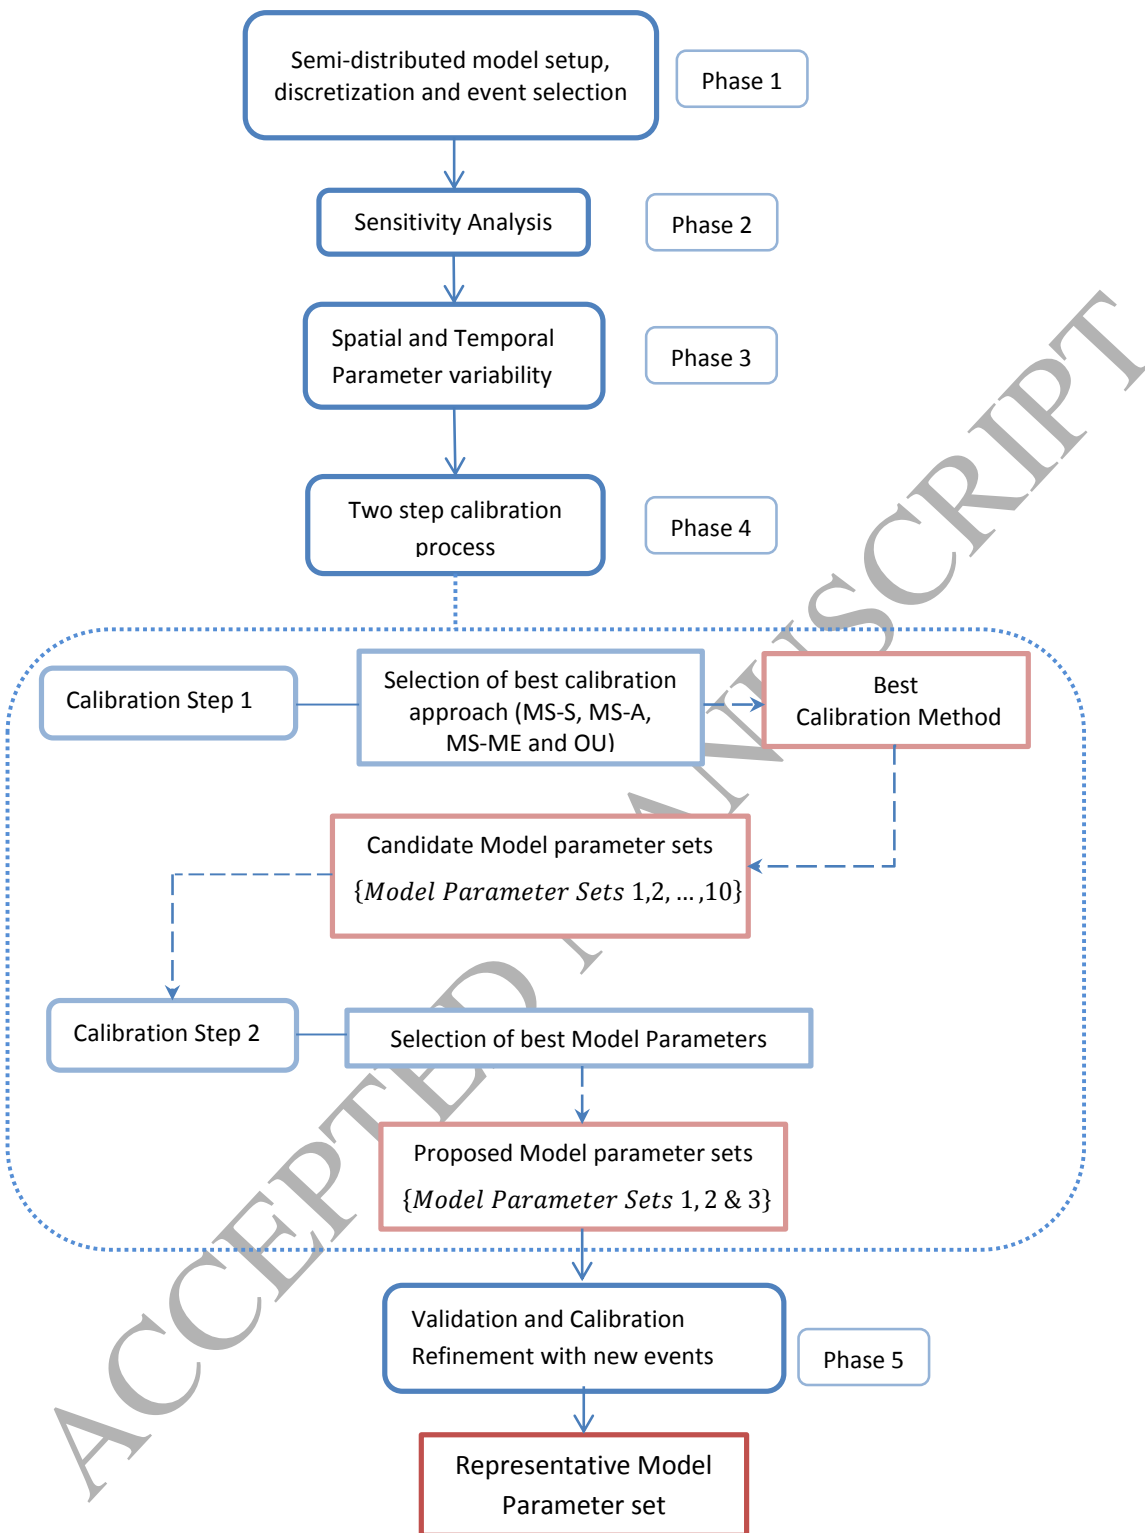 Semi-distributed model setup,
discretization and event selection
Phase 1
Sensitivity Analysis
Phase 2
Spatial and Temporal
Parameter variability
Phase 3
Two step calibration
process
Phase 4
Calibration Step 1
Selection of best calibration
approach (MS-S, MS-A,
MS-ME and OU)
Best
Calibration Method
Candidate Model parameter sets
{Model Parameter Sets 1,2, … ,10}
Calibration Step 2
Selection of best Model Parameters
Proposed Model parameter sets
{Model Parameter Sets 1, 2 & 3}
Validation and Calibration
Refinement with new events
Phase 5
Representative Model
Parameter set
ACCEPTED MANUSCRIPT